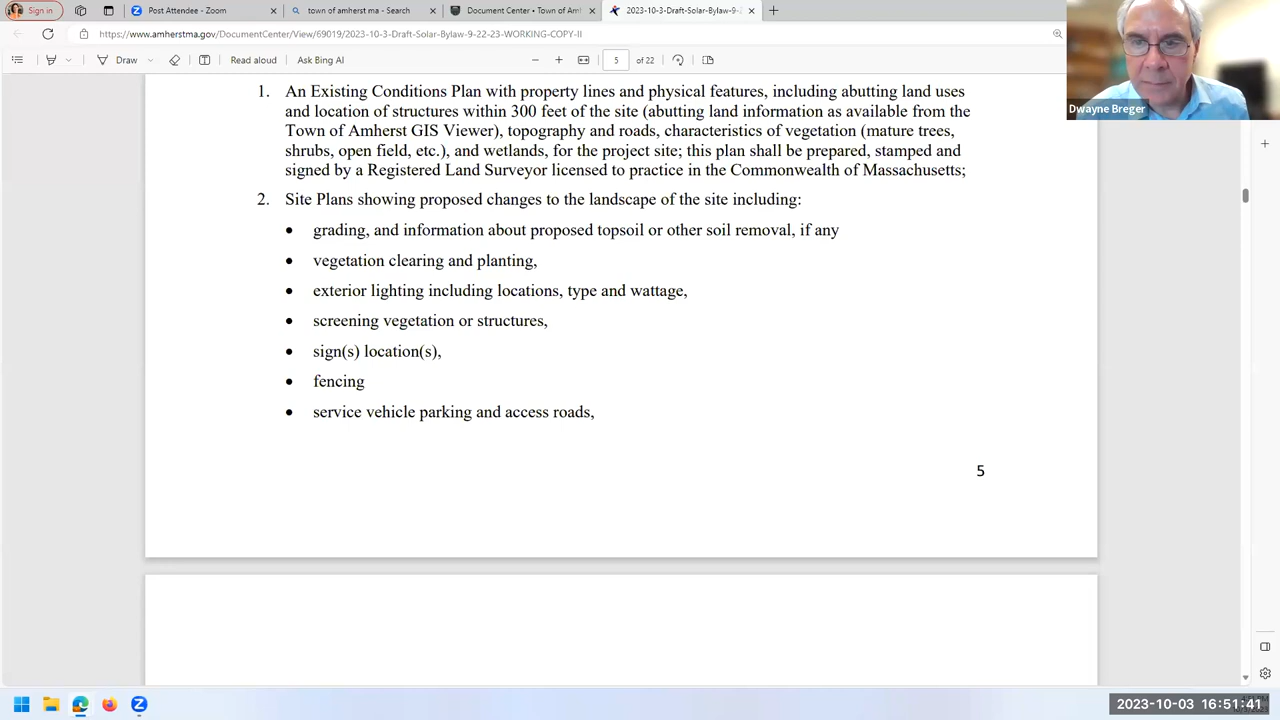 Sign in
Post Attendee - Zoom
town of amherst ma - Search
Document Center • Town of Am
2023-10-3-Draft-Solar-Bylaw-9-2
https://www.amherstma.gov/DocumentCenter/View/69019/2023-10-3-Draft-Solar-Bylaw-9-22-23-WORKING-COPY-II
Draw
Read aloud
Ask Bing AI
5 of 22
Dwayne Breger
1. An Existing Conditions Plan with property lines and physical features, including abutting land uses
and location of structures within 300 feet of the site (abutting land information as available from the
Town of Amherst GIS Viewer), topography and roads, characteristics of vegetation (mature trees,
shrubs, open field, etc.), and wetlands, for the project site; this plan shall be prepared, stamped and
signed by a Registered Land Surveyor licensed to practice in the Commonwealth of Massachusetts;
2. Site Plans showing proposed changes to the landscape of the site including:
• grading, and information about proposed topsoil or other soil removal, if any
• vegetation clearing and planting,
• exterior lighting including locations, type and wattage,
• screening vegetation or structures,
• sign(s) location(s),
• fencing
• service vehicle parking and access roads,
5
2023-10-03 16:51:41